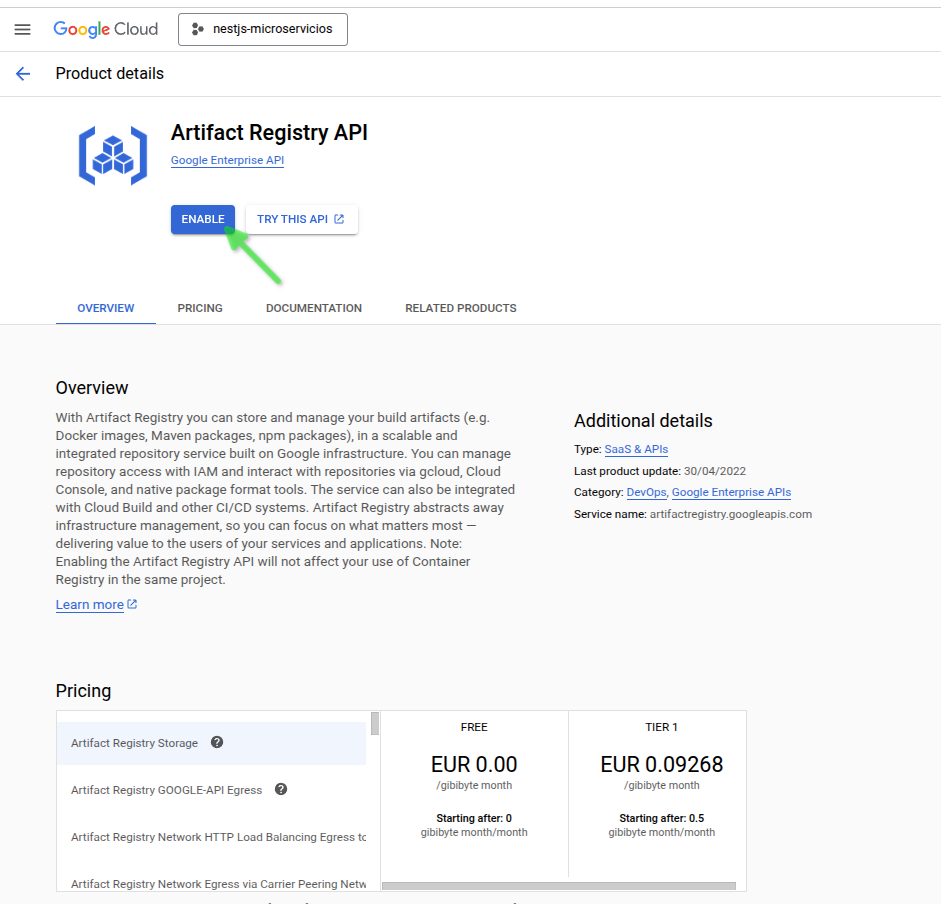 Google Cloud
nestjs-microservicios
Product details
Artifact Registry API
Google Enterprise API
ENABLE
TRY THIS API
OVERVIEW
PRICING
DOCUMENTATION
RELATED PRODUCTS
Overview
With Artifact Registry you can store and manage your build artifacts (e.g.
Docker images, Maven packages, npm packages), in a scalable and
integrated repository service built on Google infrastructure. You can manage
repository access with IAM and interact with repositories via gcloud, Cloud
Console, and native package format tools. The service can also be integrated
with Cloud Build and other CI/CD systems. Artifact Registry abstracts away
infrastructure management, so you can focus on what matters most —
delivering value to the users of your services and applications. Note:
Enabling the Artifact Registry API will not affect your use of Container
Registry in the same project.
Learn more
Additional details
Type: SaaS & APIs
Last product update: 30/04/2022
Category: DevOps, Google Enterprise APIs
Service name: artifactregistry.googleapis.com
Pricing
Artifact Registry Storage
Artifact Registry GOOGLE-API Egress
Artifact Registry Network HTTP Load Balancing Egress to
Artifact Registry Network Egress via Carrier Peering Netw
FREE
EUR 0.00
/gibibyte month
Starting after: 0
gibibyte month/month
TIER 1
EUR 0.09268
/gibibyte month
Starting after: 0.5
gibibyte month/month